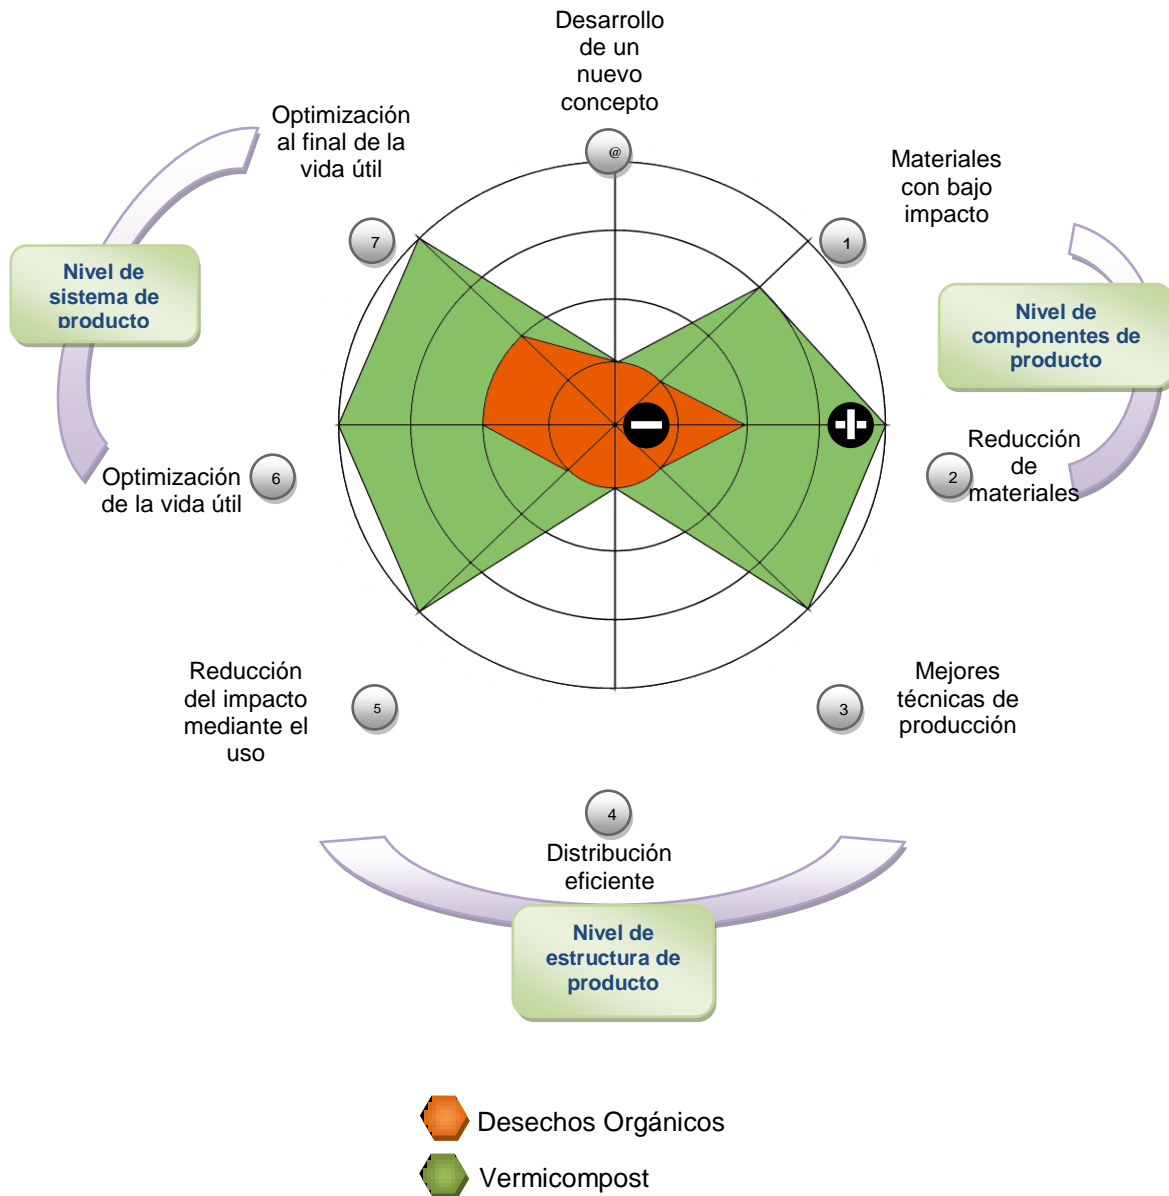 Desarrollo
de un
nuevo
concepto
@
Optimización
al final de la
vida útil
7
Materiales
con bajo
impacto
1
Nivel de
sistema de
producto
Nivel de
componentes de
producto
Optimización
de la vida útil
6
Reducción
de
materiales
2
Reducción
del impacto
mediante el
uso
5
Mejores
técnicas de
producción
3
4
Distribución
eficiente
Nivel de
estructura de
producto
Desechos Orgánicos
Vermicompost